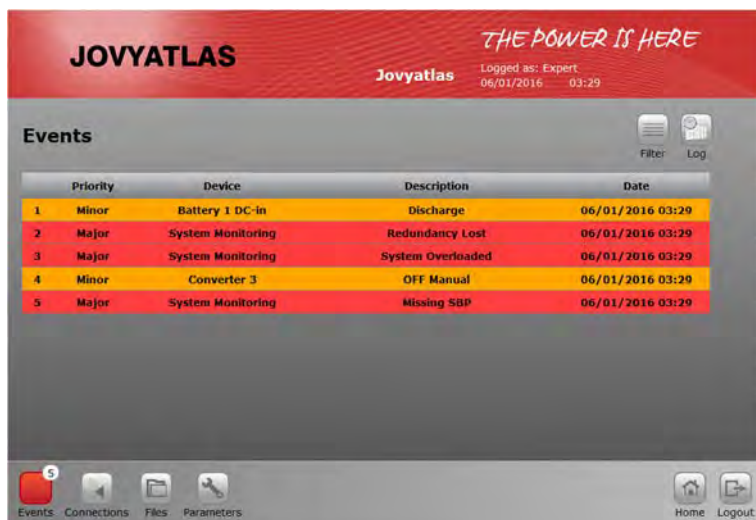 THE POWER IS HERE
JOVYATLAS
Jovyatlas
Logged as: Expert
06/01/2016 03:29
Events
Filter Log
Priority Device Description Date
1 Minor Battery 1 DC-in Discharge 06/01/2016 03:29
2 Major System Monitoring Redundancy Lost 06/01/2016 03:29
3 Major System Monitoring System Overloaded 06/01/2016 03:29
4 Minor Converter 3 OFF Manual 06/01/2016 03:29
5 Major System Monitoring Missing SBP 06/01/2016 03:29
5
Events Connections Files Parameters Home Logout